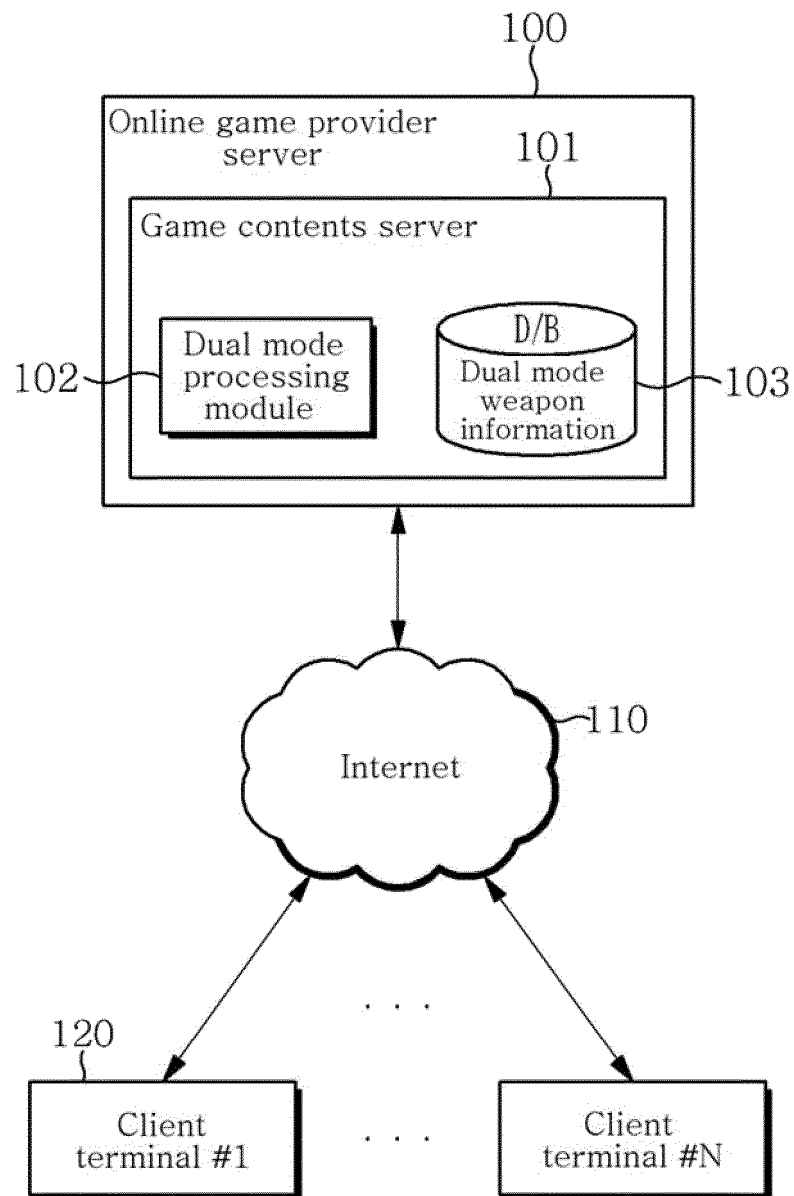 100
Online game provider
server
101
Game contents server
102
Dual mode
processing
module
D/B
Dual mode
weapon
information
103
110
Internet
. . .
120
Client
terminal #1
. . .
Client
terminal #N